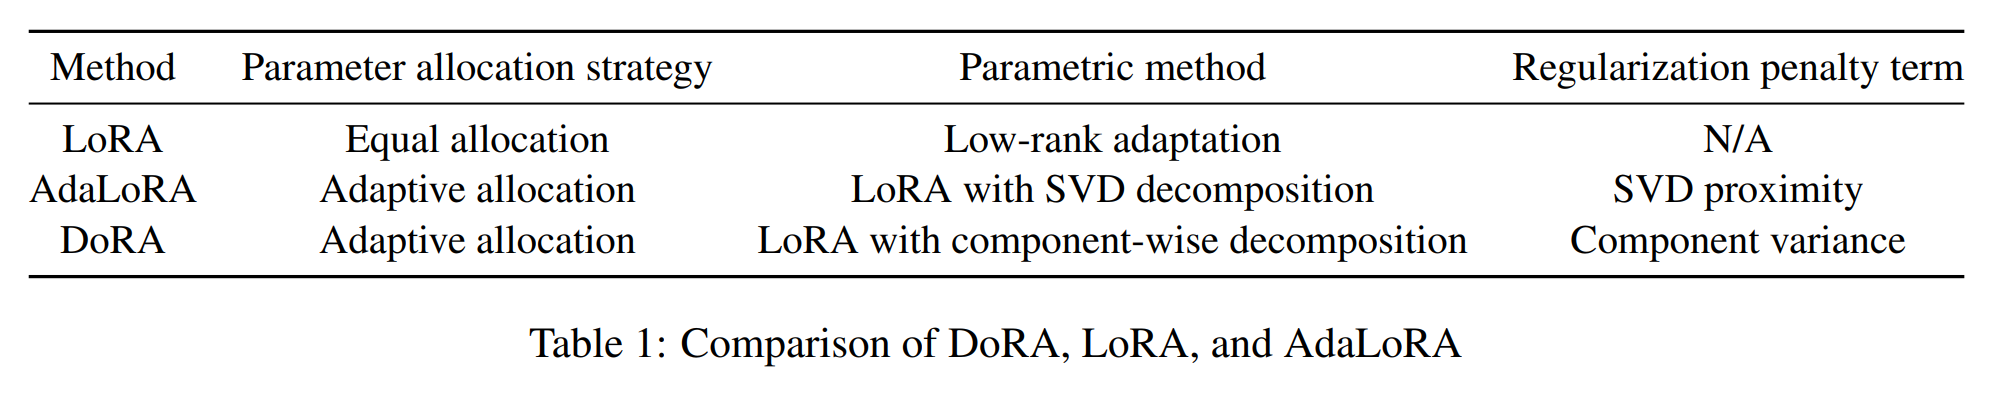 Method Parameter allocation strategy Parametric method Regularization penalty term
LoRA Equal allocation Low-rank adaptation N/A
AdaLoRA Adaptive allocation LoRA with SVD decomposition SVD proximity
DoRA Adaptive allocation LoRA with component-wise decomposition Component variance
Table 1: Comparison of DoRA, LoRA, and AdaLoRA